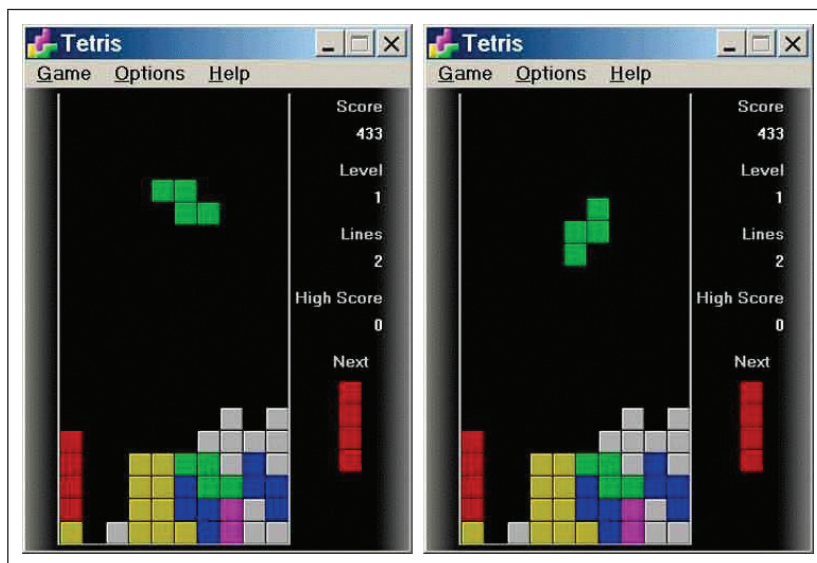 Tetris
Game Options Help
Score
433
Level
1
Lines
2
High Score
0
Next
Tetris
Game Options Help
Score
433
Level
1
Lines
2
High Score
0
Next